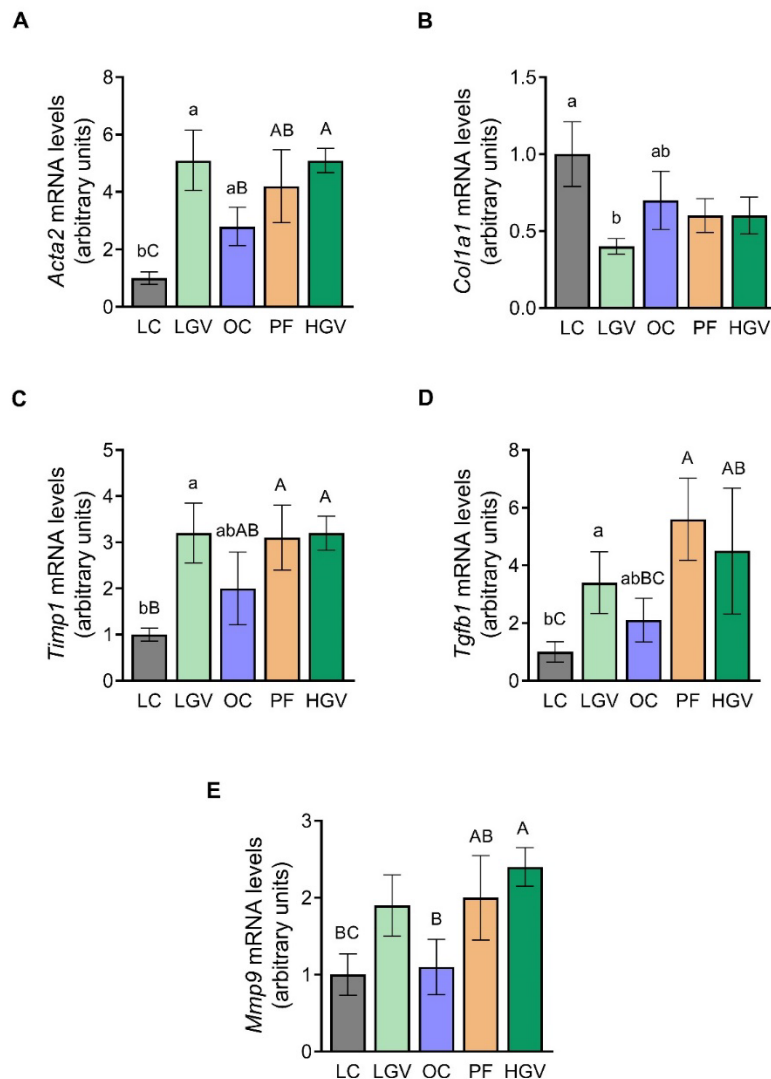 A
Acta2 mRNA levels
(arbitrary units)
8
6
4
2
0
bC
a
aB
AB
A
LC LGV OC PF HGV
B
Col1a1 mRNA levels
(arbitrary units)
1.5
1.0
0.5
0.0
a
b
ab
LC LGV OC PF HGV
C
Timp1 mRNA levels
(arbitrary units)
5
4
3
2
1
0
bB
a
abAB
A
A
LC LGV OC PF HGV
D
Tgfb1 mRNA levels
(arbitrary units)
8
6
4
2
0
bC
a
abBC
A
AB
LC LGV OC PF HGV
E
Mmp9 mRNA levels
(arbitrary units)
3
2
1
0
BC
B
AB
A
LC LGV OC PF HGV